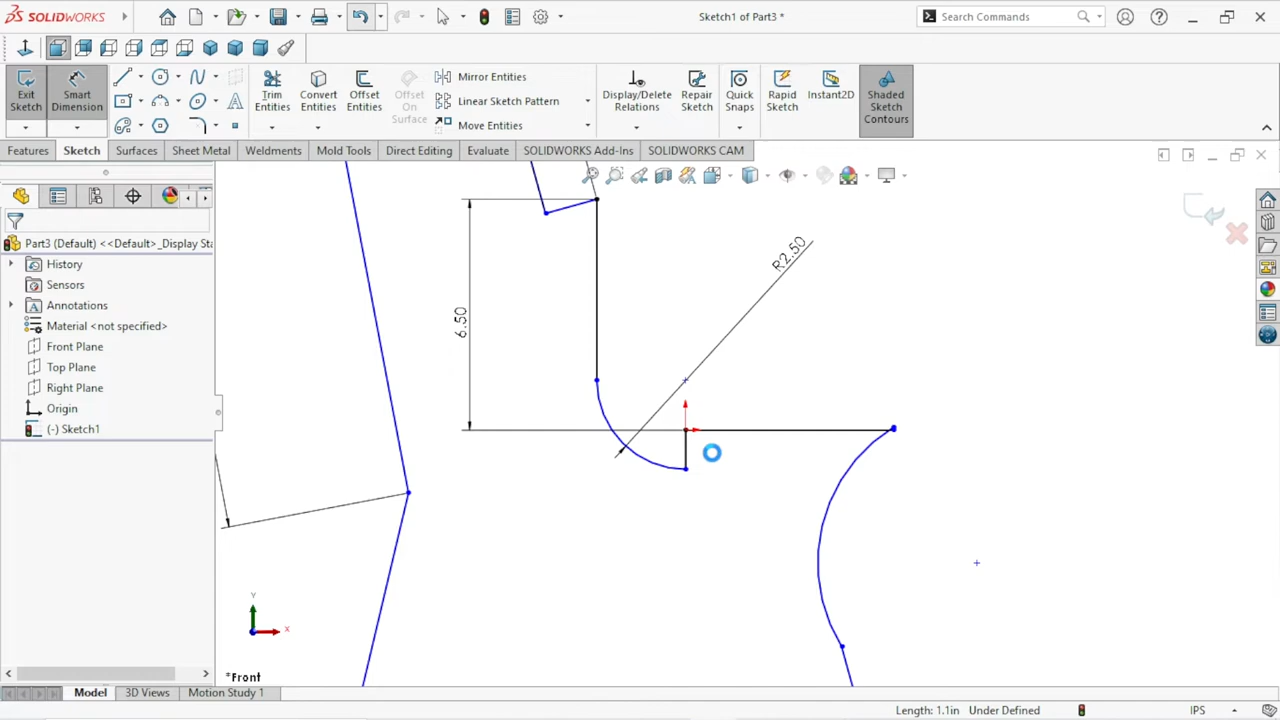 SOLIDWORKS
Sketch1 of Part3 *
Search Commands
Exit Sketch
Smart Dimension
Trim Entities
Convert Entities
Offset Entities
Offset On Surface
Mirror Entities
Linear Sketch Pattern
Move Entities
Display/Delete Relations
Repair Sketch
Quick Snaps
Rapid Sketch
Instant2D
Shaded Sketch Contours
Features
Sketch
Surfaces
Sheet Metal
Weldments
Mold Tools
Direct Editing
Evaluate
SOLIDWORKS Add-Ins
SOLIDWORKS CAM
Part3 (Default) <<Default>_Display Sta
History
Sensors
Annotations
Material <not specified>
Front Plane
Top Plane
Right Plane
Origin
(-) Sketch1
R2.50
6.50
Y
X
*Front
Model
3D Views
Motion Study 1
Length: 1.1in
Under Defined
IPS